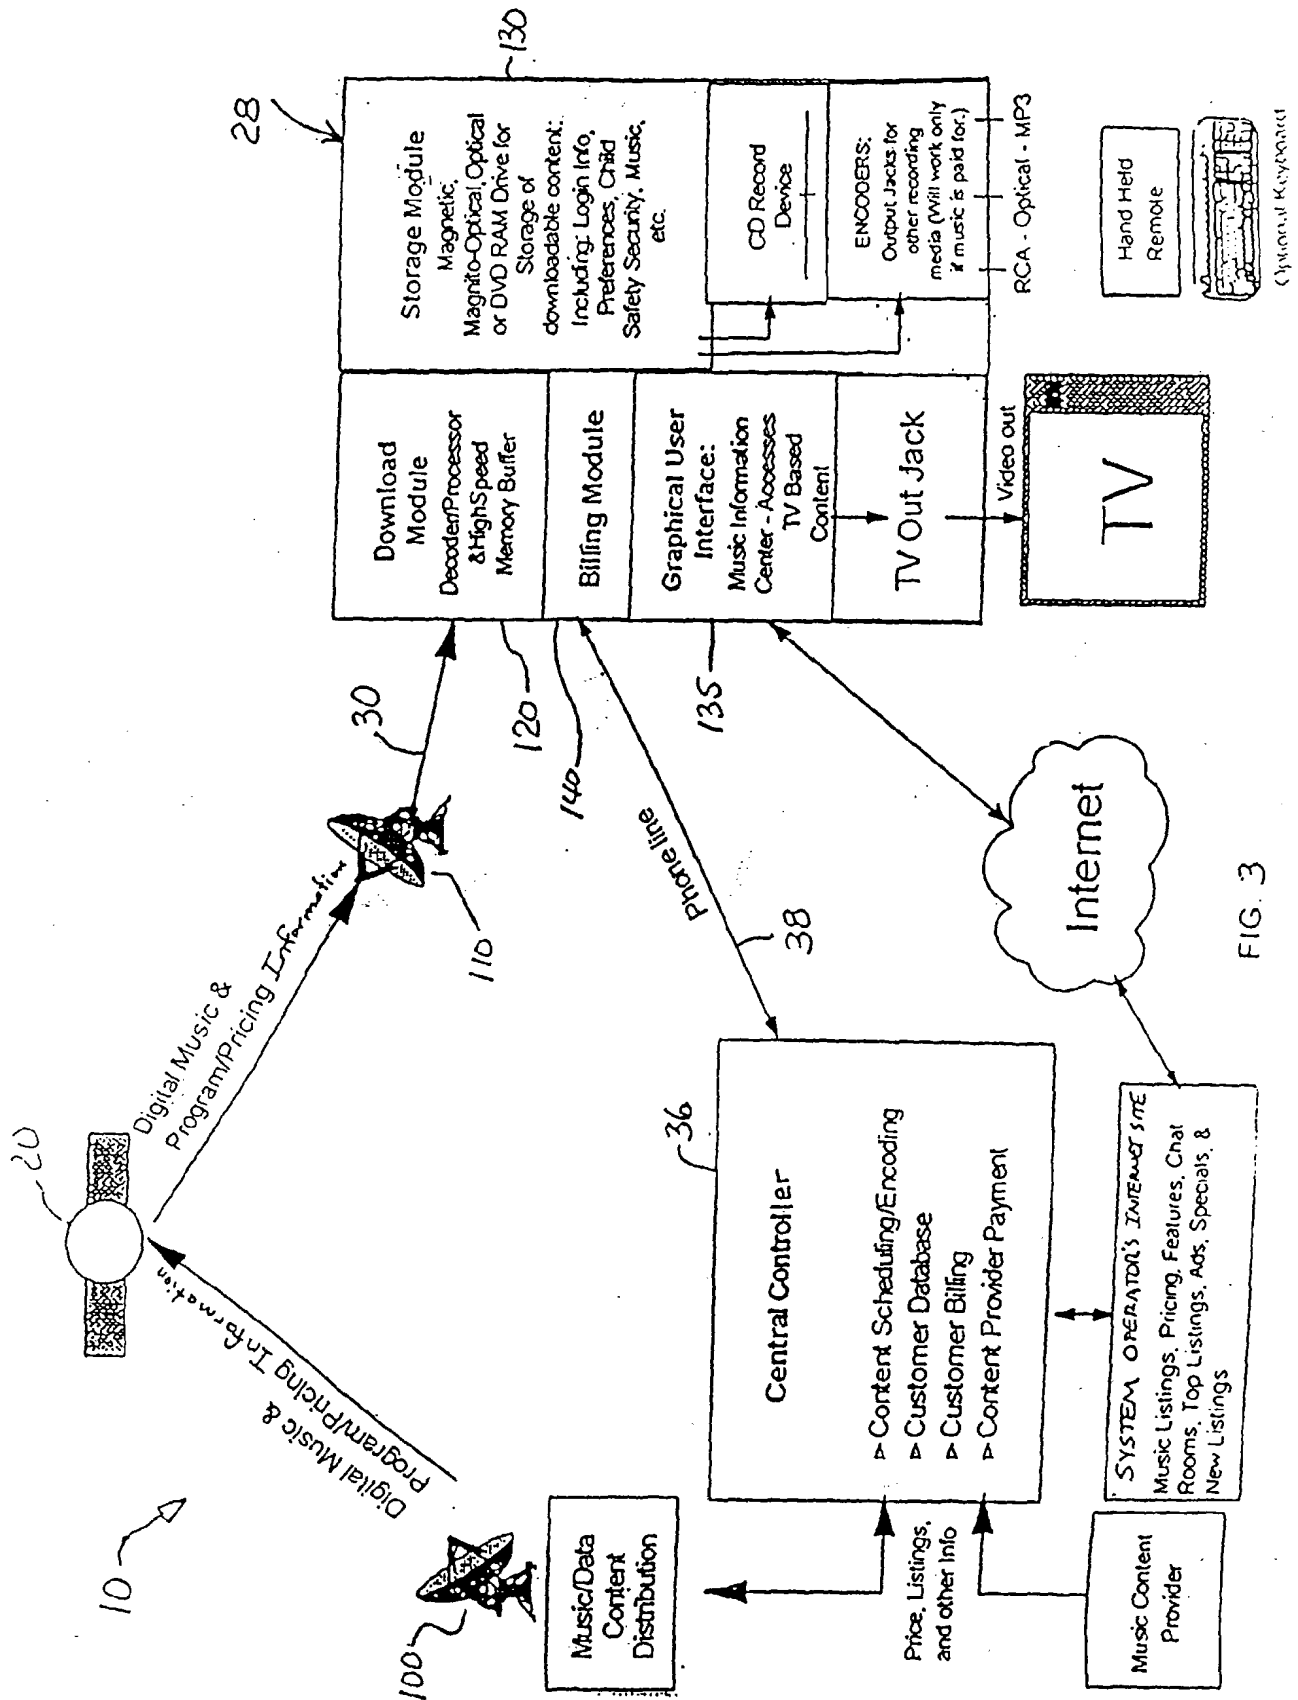 10
20
Digital Music &
Program/Pricing Information
Digital Music &
Program/Pricing Information
100
Music/Data
Content
Distribution
110
30
28
130
Download
Module
Decoder/Processor
& High Speed
Memory Buffer
120
Billing Module
140
Graphical User
Interface:
Music Information
Center - Accesses
TV Based
Content
135
TV Out Jack
Video out
TV
Storage Module
Magnetic,
Magnito-Optical, Optical
or DVD RAM Drive for
Storage of
downloadable content:
Including: Login Info,
Preferences, Child
Safety Security, Music,
etc.
CD Record
Device
ENCODERS:
Output Jacks for
other recording
media (Will work only
if music is paid for.)
RCA - Optical - MP3
Hand Held
Remote
Optional Keyboard
Phone line
38
36
Central Controller
Content Scheduling/Encoding
Customer Database
Customer Billing
Content Provider Payment
Price, Listings,
and other Info
Music Content
Provider
SYSTEM OPERATOR'S INTERNET SITE
Music Listings, Pricing, Features, Chat
Rooms, Top Listings, Ads, Specials, &
New Listings
Internet
FIG. 3